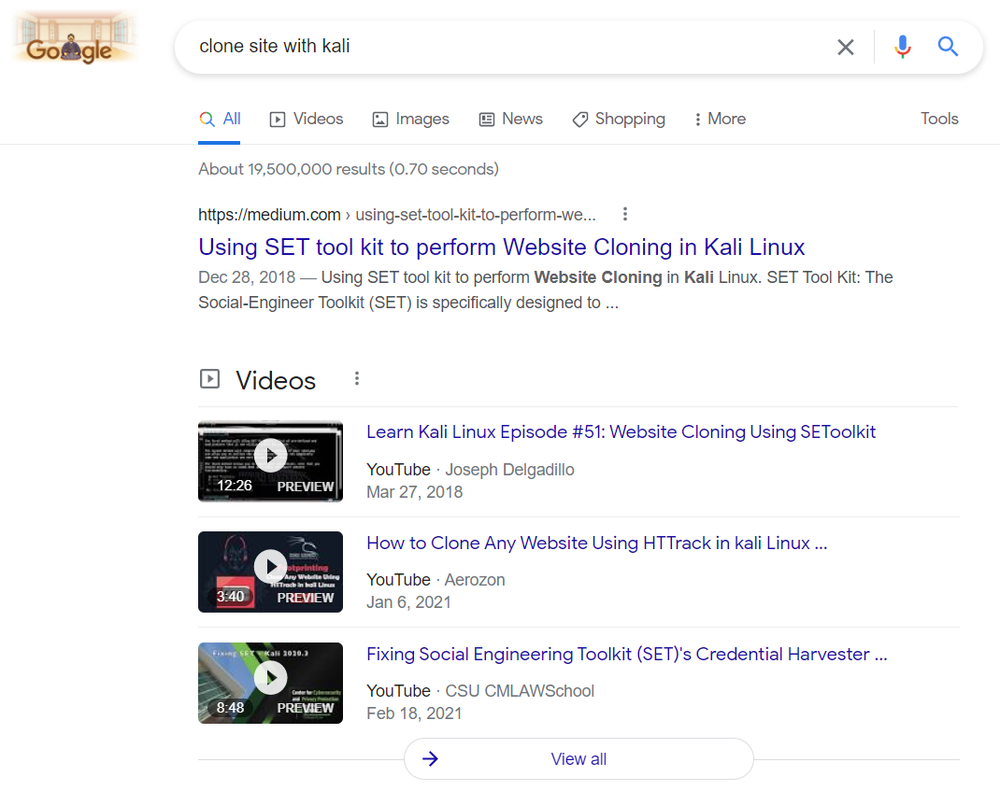 Google
clone site with kali
All
Videos
Images
News
Shopping
More
Tools
About 19,500,000 results (0.70 seconds)
https://medium.com › using-set-tool-kit-to-perform-we...
Using SET tool kit to perform Website Cloning in Kali Linux
Dec 28, 2018 — Using SET tool kit to perform Website Cloning in Kali Linux. SET Tool Kit: The
Social-Engineer Toolkit (SET) is specifically designed to ...
Videos
12:26
PREVIEW
Learn Kali Linux Episode #51: Website Cloning Using SEToolkit
YouTube · Joseph Delgadillo
Mar 27, 2018
3:40
PREVIEW
How to Clone Any Website Using HTTrack in kali Linux ...
YouTube · Aerozon
Jan 6, 2021
Fixing SET - Kali 2020.3
Center for Cybersecurity
and Privacy Protection
8:48
PREVIEW
Fixing Social Engineering Toolkit (SET)'s Credential Harvester ...
YouTube · CSU CMLAWSchool
Feb 18, 2021
View all